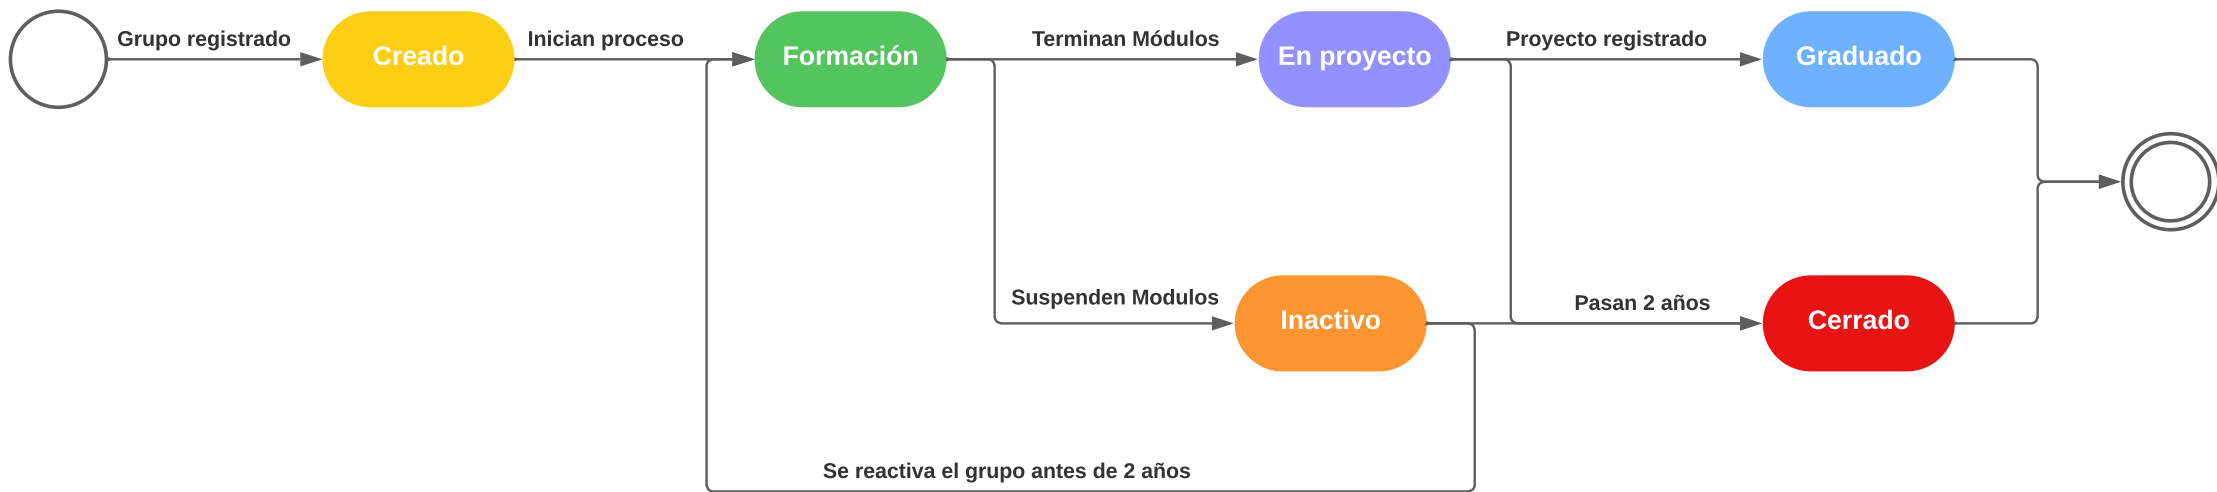 Grupo registrado
Creado
Inician proceso
Formación
Terminan Módulos
En proyecto
Proyecto registrado
Graduado
Suspenden Modulos
Inactivo
Pasan 2 años
Cerrado
Se reactiva el grupo antes de 2 años